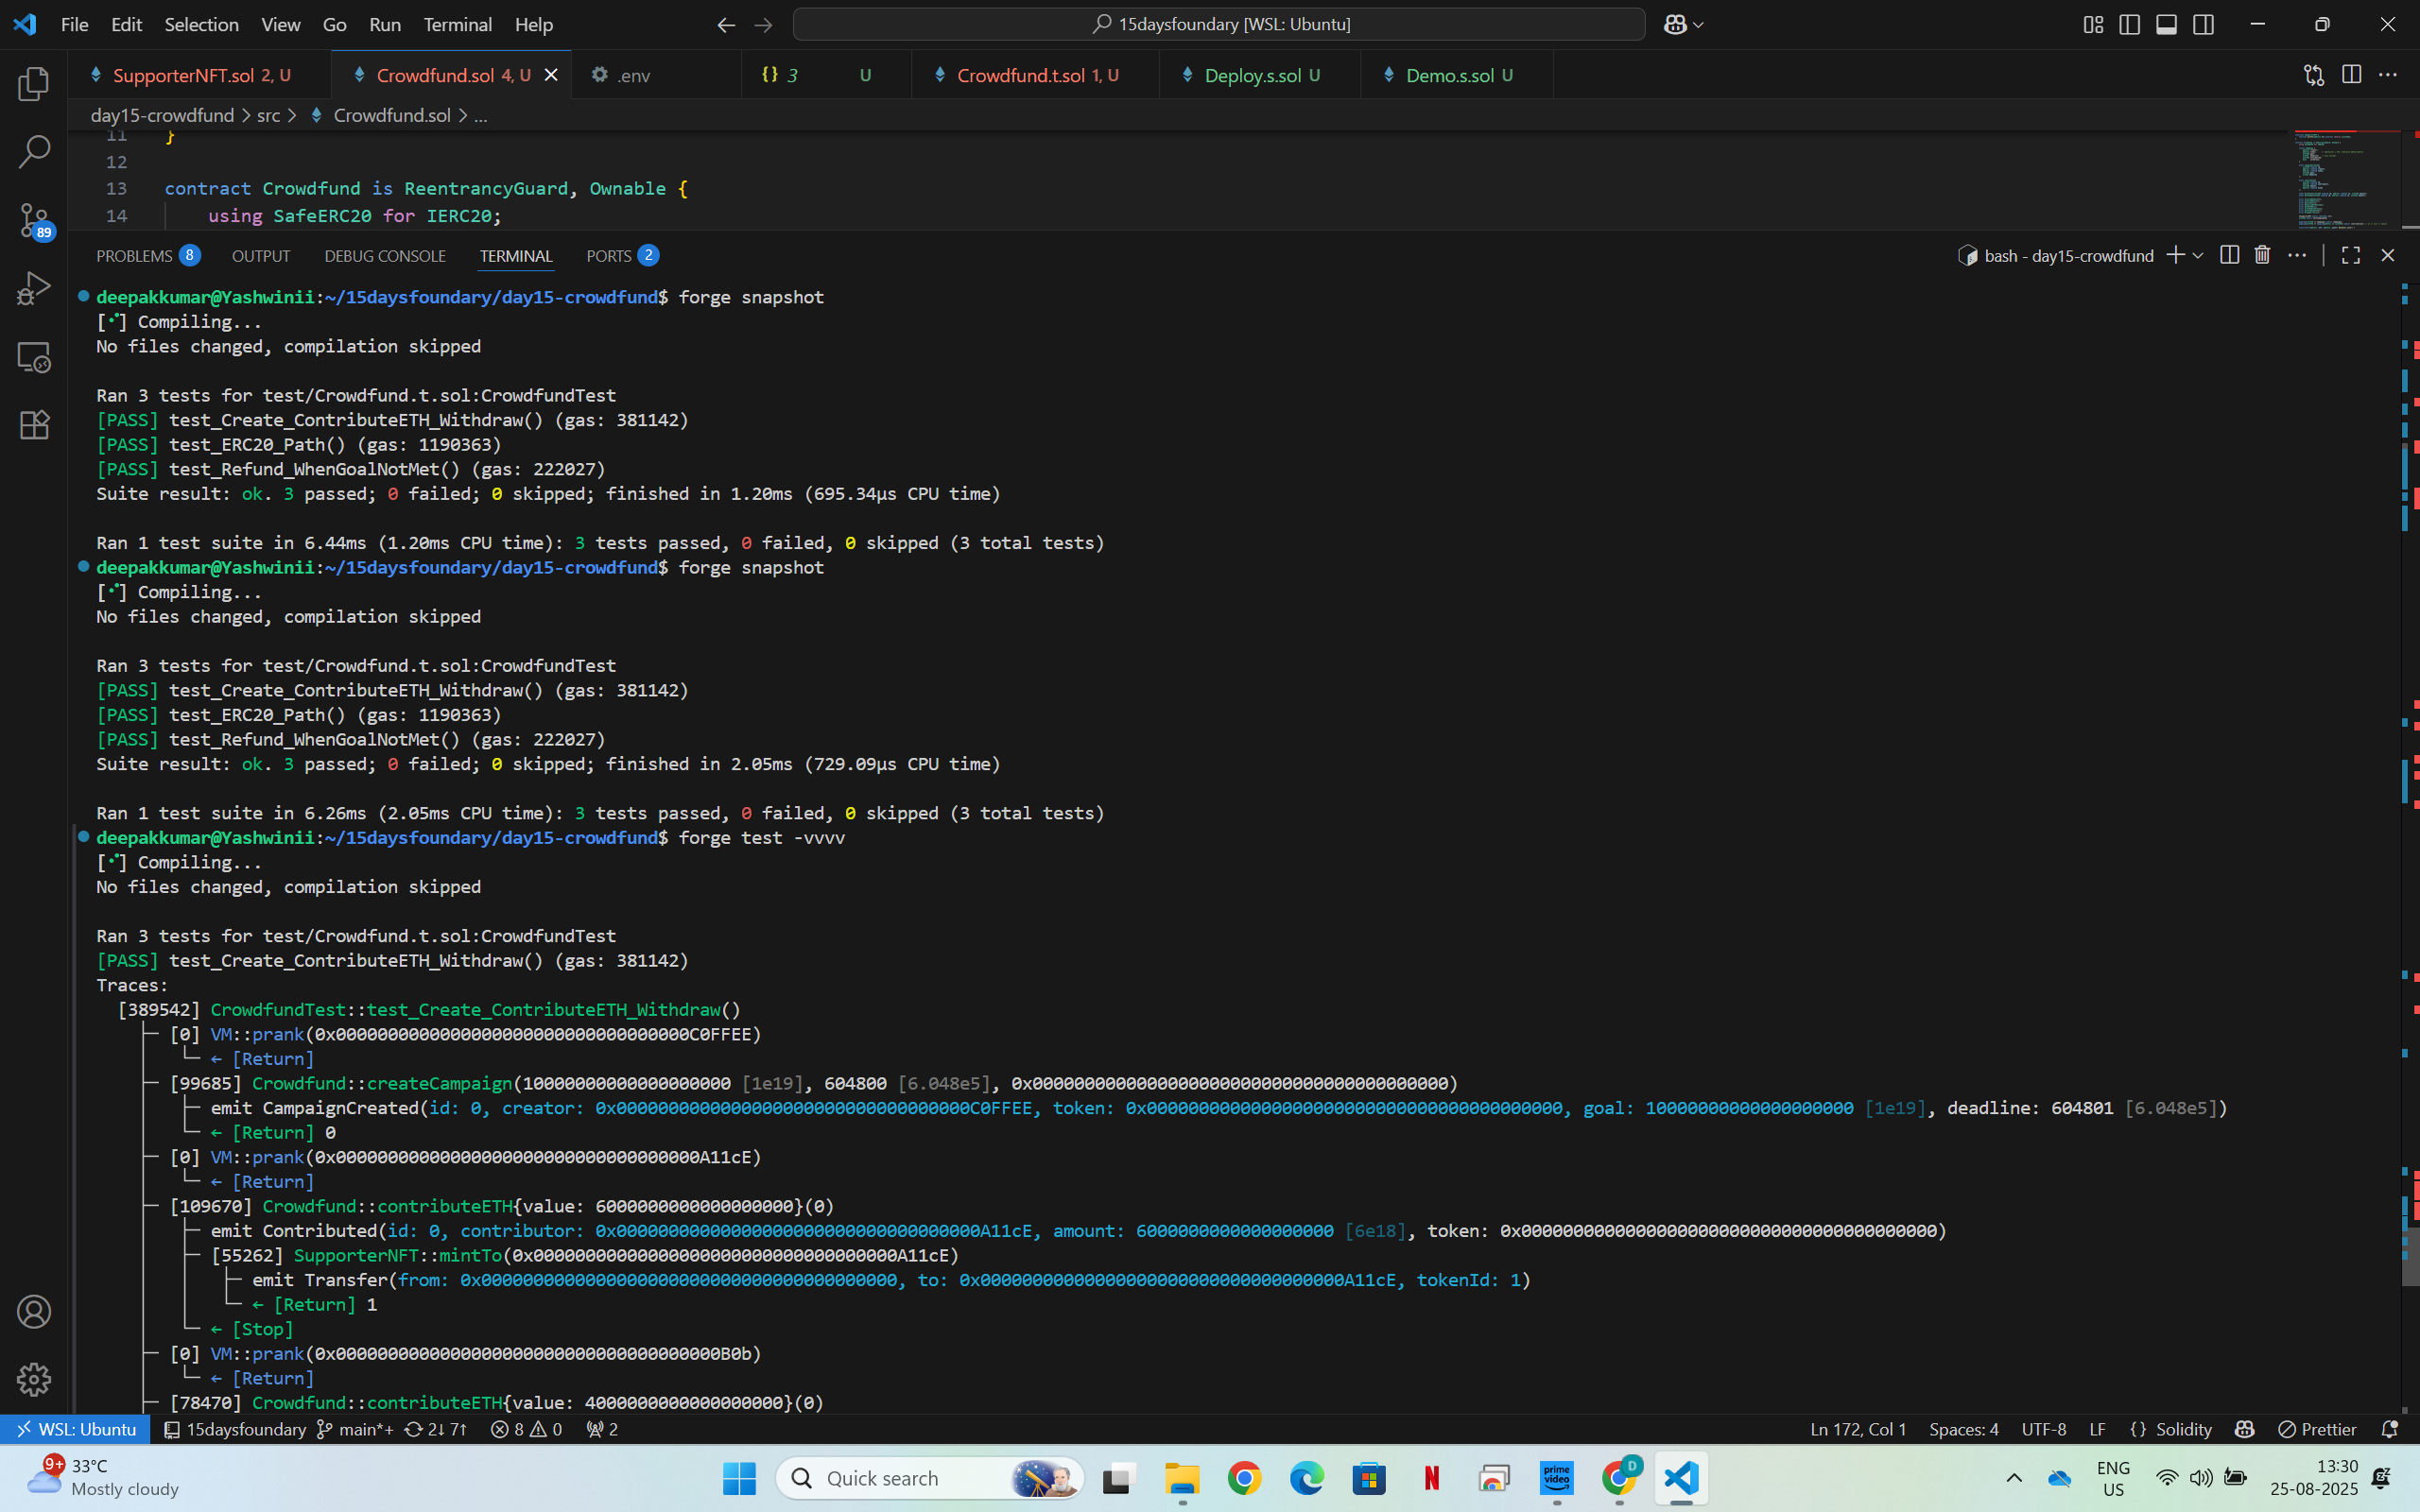 File Edit Selection View Go Run Terminal Help
15daysfoundary [WSL: Ubuntu]
SupporterNFT.sol 2, U Crowdfund.sol 4, U .env {} 3 U Crowdfund.t.sol 1, U Deploy.s.sol U Demo.s.sol U
day15-crowdfund > src > Crowdfund.sol > ...
11 }
12
13 contract Crowdfund is ReentrancyGuard, Ownable {
14 using SafeERC20 for IERC20;
89
PROBLEMS 8 OUTPUT DEBUG CONSOLE TERMINAL PORTS 2 bash - day15-crowdfund
deepakkumar@Yashwinii:~/15daysfoundary/day15-crowdfund$ forge snapshot
[⠊] Compiling...
No files changed, compilation skipped
Ran 3 tests for test/Crowdfund.t.sol:CrowdfundTest
[PASS] test_Create_ContributeETH_Withdraw() (gas: 381142)
[PASS] test_ERC20_Path() (gas: 1190363)
[PASS] test_Refund_WhenGoalNotMet() (gas: 222027)
Suite result: ok. 3 passed; 0 failed; 0 skipped; finished in 1.20ms (695.34µs CPU time)
Ran 1 test suite in 6.44ms (1.20ms CPU time): 3 tests passed, 0 failed, 0 skipped (3 total tests)
deepakkumar@Yashwinii:~/15daysfoundary/day15-crowdfund$ forge snapshot
[⠊] Compiling...
No files changed, compilation skipped
Ran 3 tests for test/Crowdfund.t.sol:CrowdfundTest
[PASS] test_Create_ContributeETH_Withdraw() (gas: 381142)
[PASS] test_ERC20_Path() (gas: 1190363)
[PASS] test_Refund_WhenGoalNotMet() (gas: 222027)
Suite result: ok. 3 passed; 0 failed; 0 skipped; finished in 2.05ms (729.09µs CPU time)
Ran 1 test suite in 6.26ms (2.05ms CPU time): 3 tests passed, 0 failed, 0 skipped (3 total tests)
deepakkumar@Yashwinii:~/15daysfoundary/day15-crowdfund$ forge test -vvvv
[⠊] Compiling...
No files changed, compilation skipped
Ran 3 tests for test/Crowdfund.t.sol:CrowdfundTest
[PASS] test_Create_ContributeETH_Withdraw() (gas: 381142)
Traces:
[389542] CrowdfundTest::test_Create_ContributeETH_Withdraw()
├─ [0] VM::prank(0x0000000000000000000000000000000000C0FFEE)
│ └─ ← [Return]
├─ [99685] Crowdfund::createCampaign(10000000000000000000 [1e19], 604800 [6.048e5], 0x0000000000000000000000000000000000000000)
│ ├─ emit CampaignCreated(id: 0, creator: 0x0000000000000000000000000000000000C0FFEE, token: 0x0000000000000000000000000000000000000000, goal: 10000000000000000000 [1e19], deadline: 604801 [6.048e5])
│ └─ ← [Return] 0
├─ [0] VM::prank(0x00000000000000000000000000000000000A11cE)
│ └─ ← [Return]
├─ [109670] Crowdfund::contributeETH{value: 6000000000000000000}(0)
│ ├─ emit Contributed(id: 0, contributor: 0x00000000000000000000000000000000000A11cE, amount: 6000000000000000000 [6e18], token: 0x0000000000000000000000000000000000000000)
│ ├─ [55262] SupporterNFT::mintTo(0x00000000000000000000000000000000000A11cE)
│ │ ├─ emit Transfer(from: 0x0000000000000000000000000000000000000000, to: 0x00000000000000000000000000000000000A11cE, tokenId: 1)
│ │ └─ ← [Return] 1
│ └─ ← [Stop]
├─ [0] VM::prank(0x0000000000000000000000000000000000000B0b)
│ └─ ← [Return]
├─ [78470] Crowdfund::contributeETH{value: 4000000000000000000}(0)
WSL: Ubuntu 15daysfoundary main*+ 2↓ 7↑ 8 0 2 Ln 172, Col 1 Spaces: 4 UTF-8 LF {} Solidity Prettier
9+ 33°C
Mostly cloudy
Quick search
prime video
D
ENG
US
13:30
25-08-2025